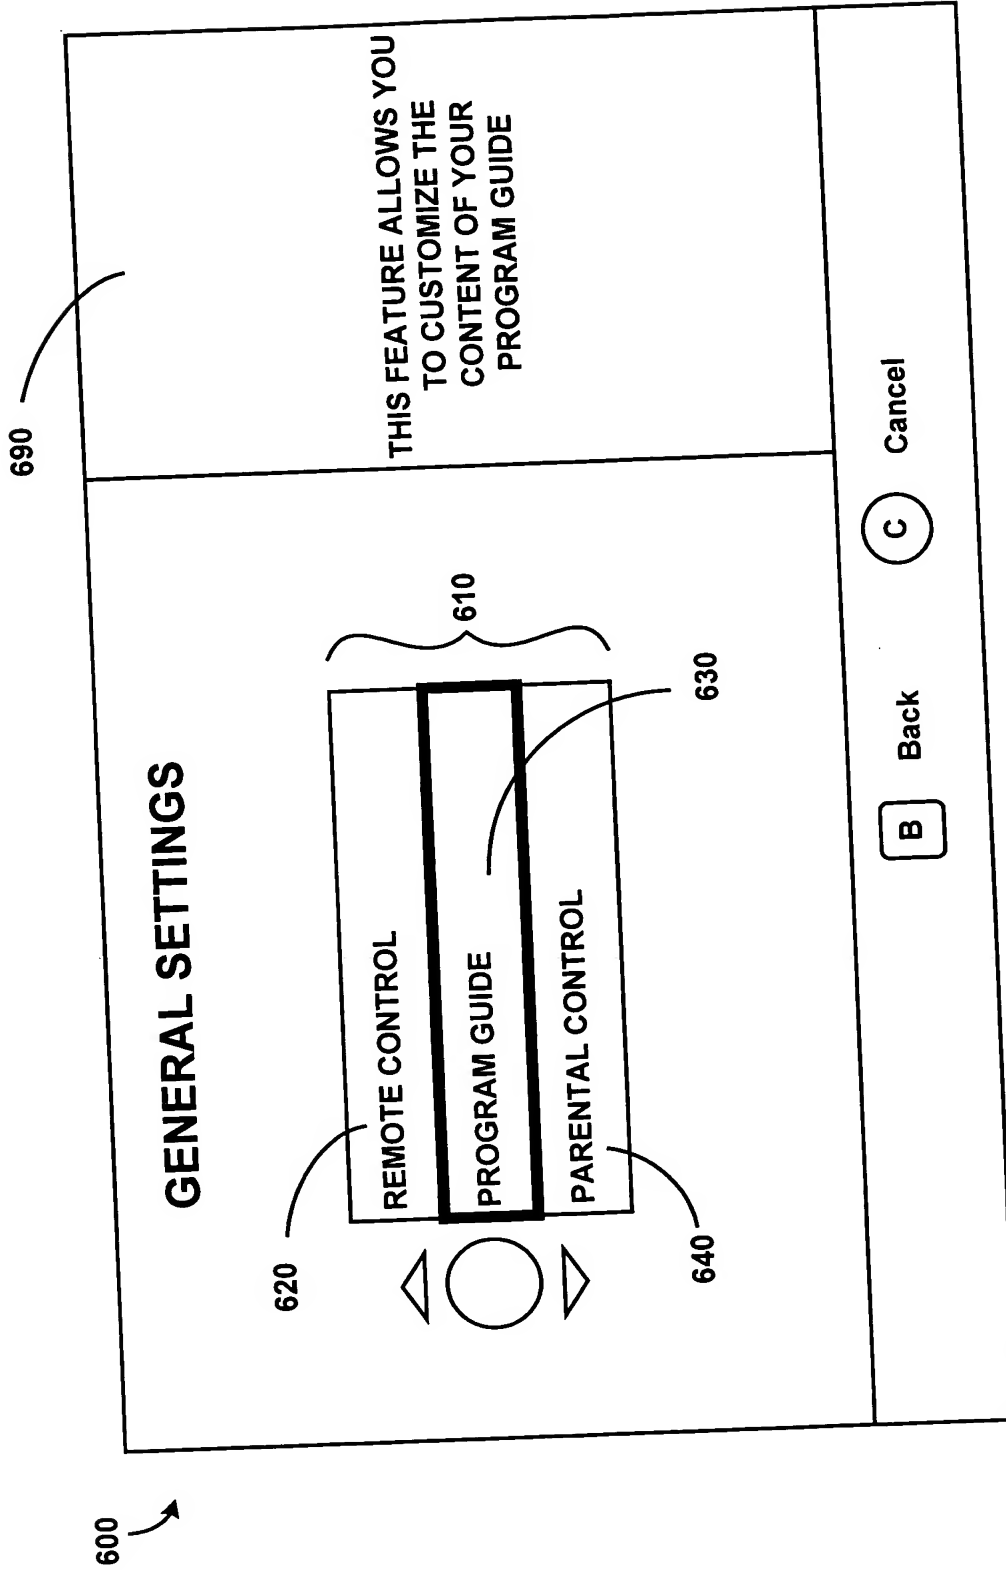 600
690
GENERAL SETTINGS
THIS FEATURE ALLOWS YOU
TO CUSTOMIZE THE
CONTENT OF YOUR
PROGRAM GUIDE
620
REMOTE CONTROL
PROGRAM GUIDE
PARENTAL CONTROL
610
630
640
B Back
C Cancel